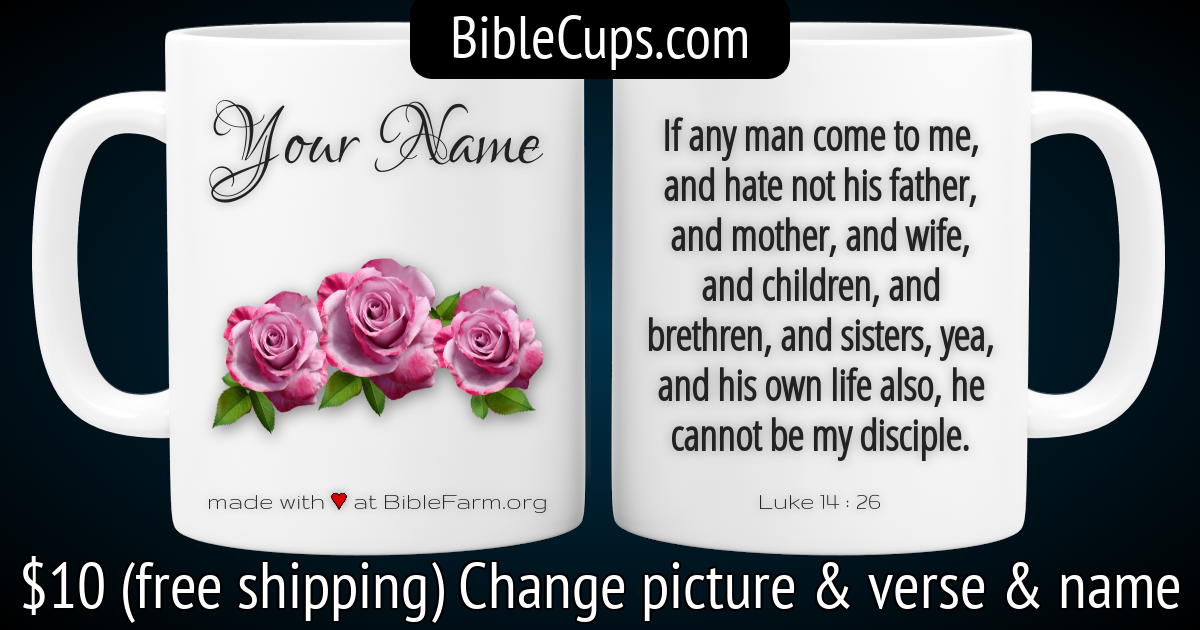 BibleCups.com
Your Name
made with ♥ at BibleFarm.org
If any man come to me,
and hate not his father,
and mother, and wife,
and children, and
brethren, and sisters, yea,
and his own life also, he
cannot be my disciple.
Luke 14 : 26
$10 (free shipping) Change picture & verse & name